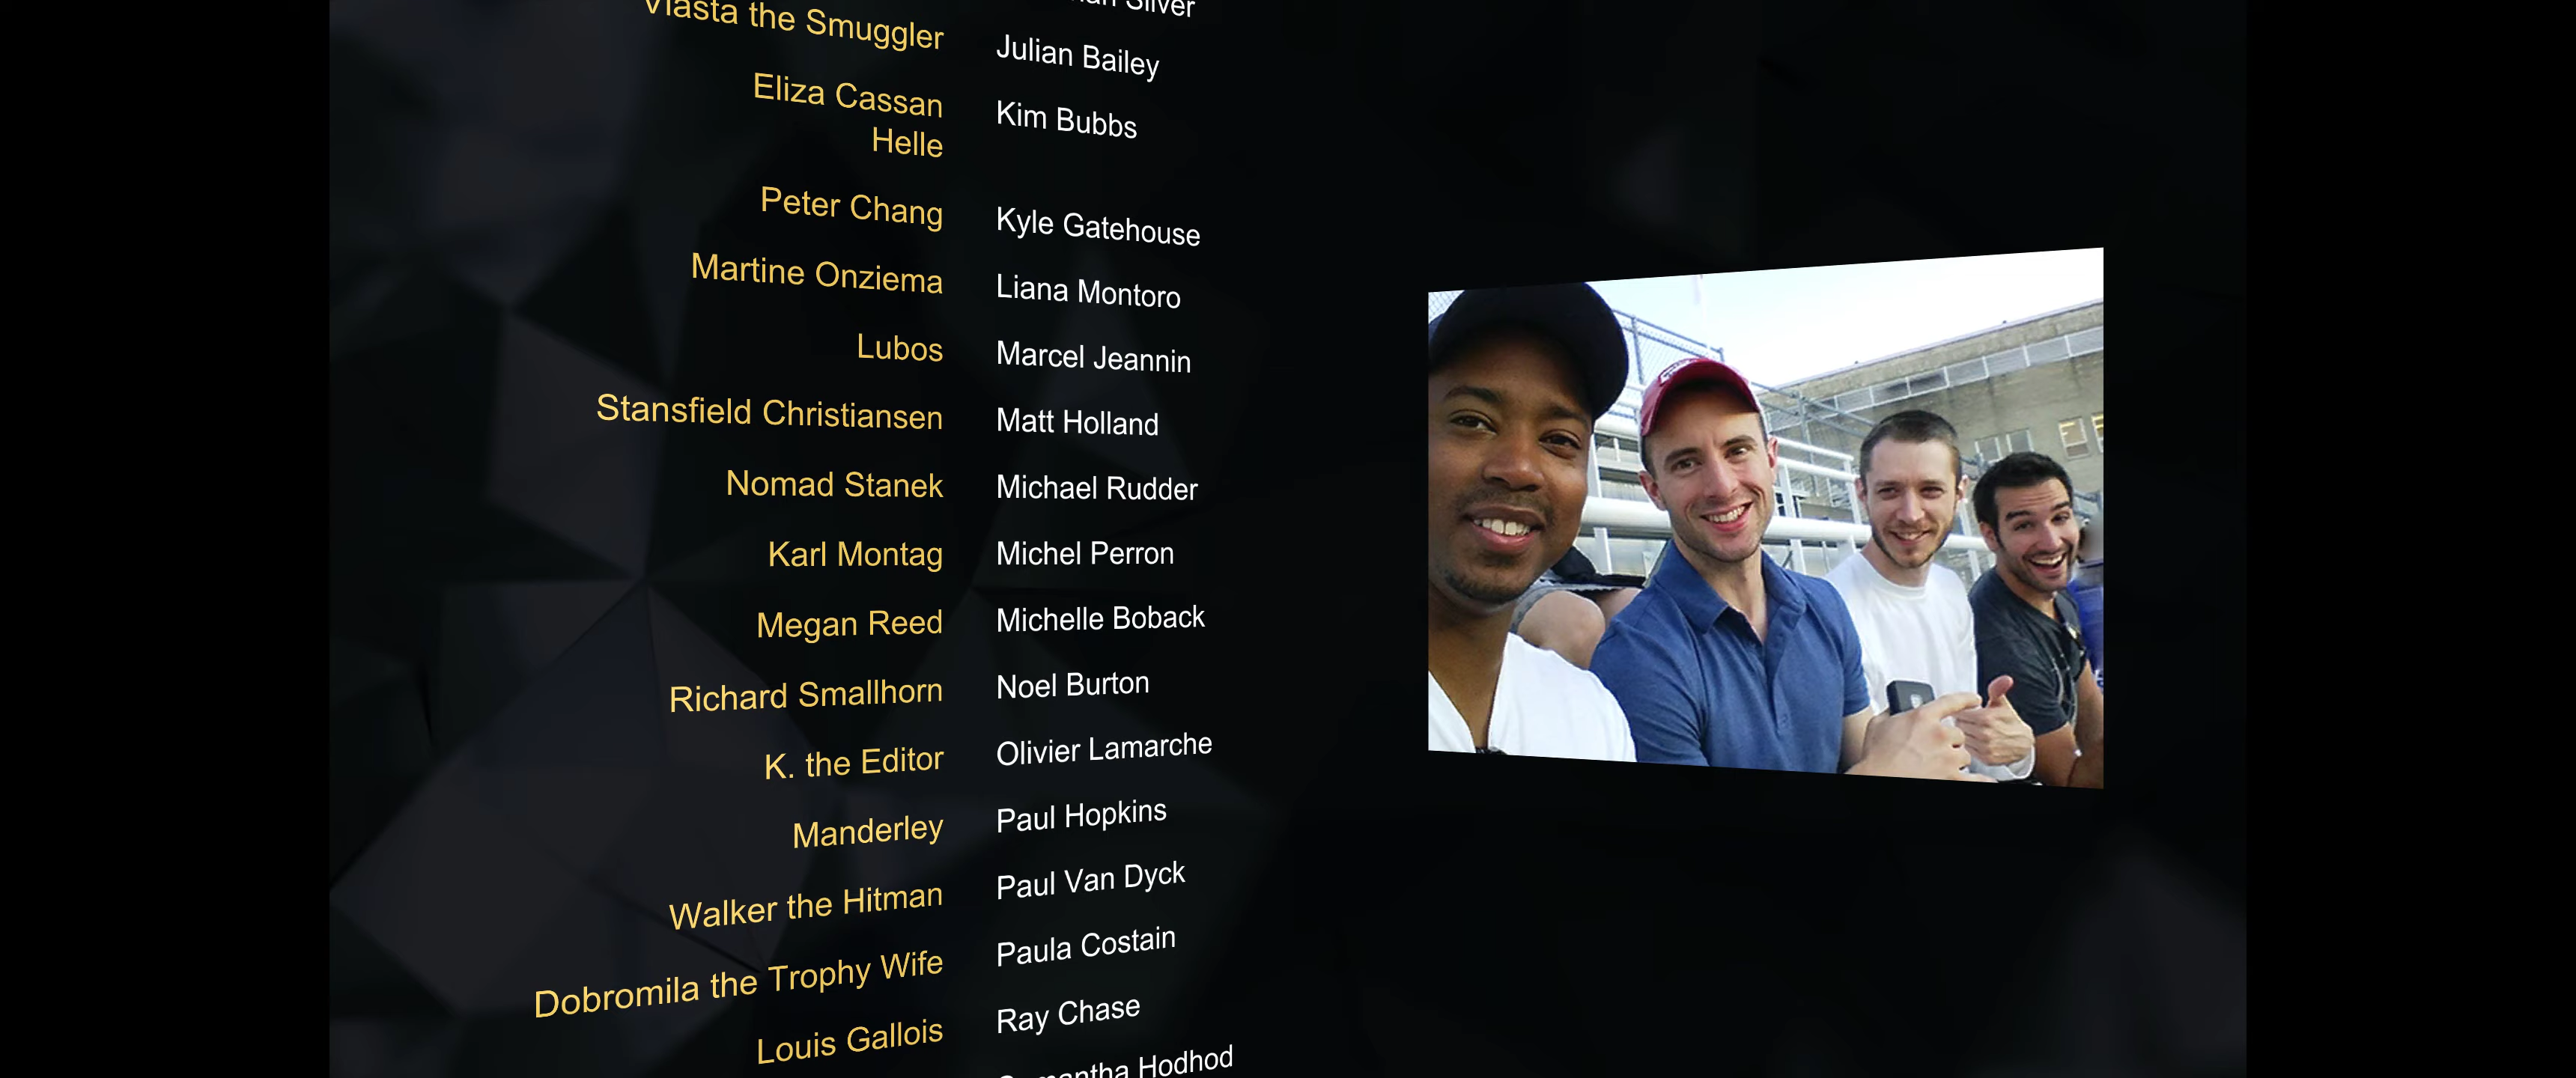 Silver
Vlasta the Smuggler Julian Bailey
Eliza Cassan Kim Bubbs
Helle
Peter Chang Kyle Gatehouse
Martine Onziema Liana Montoro
Lubos Marcel Jeannin
Stansfield Christiansen Matt Holland
Nomad Stanek Michael Rudder
Karl Montag Michel Perron
Megan Reed Michelle Boback
Richard Smallhorn Noel Burton
K. the Editor Olivier Lamarche
Manderley Paul Hopkins
Walker the Hitman Paul Van Dyck
Dobromila the Trophy Wife Paula Costain
Louis Gallois Ray Chase
Samantha Hodhod